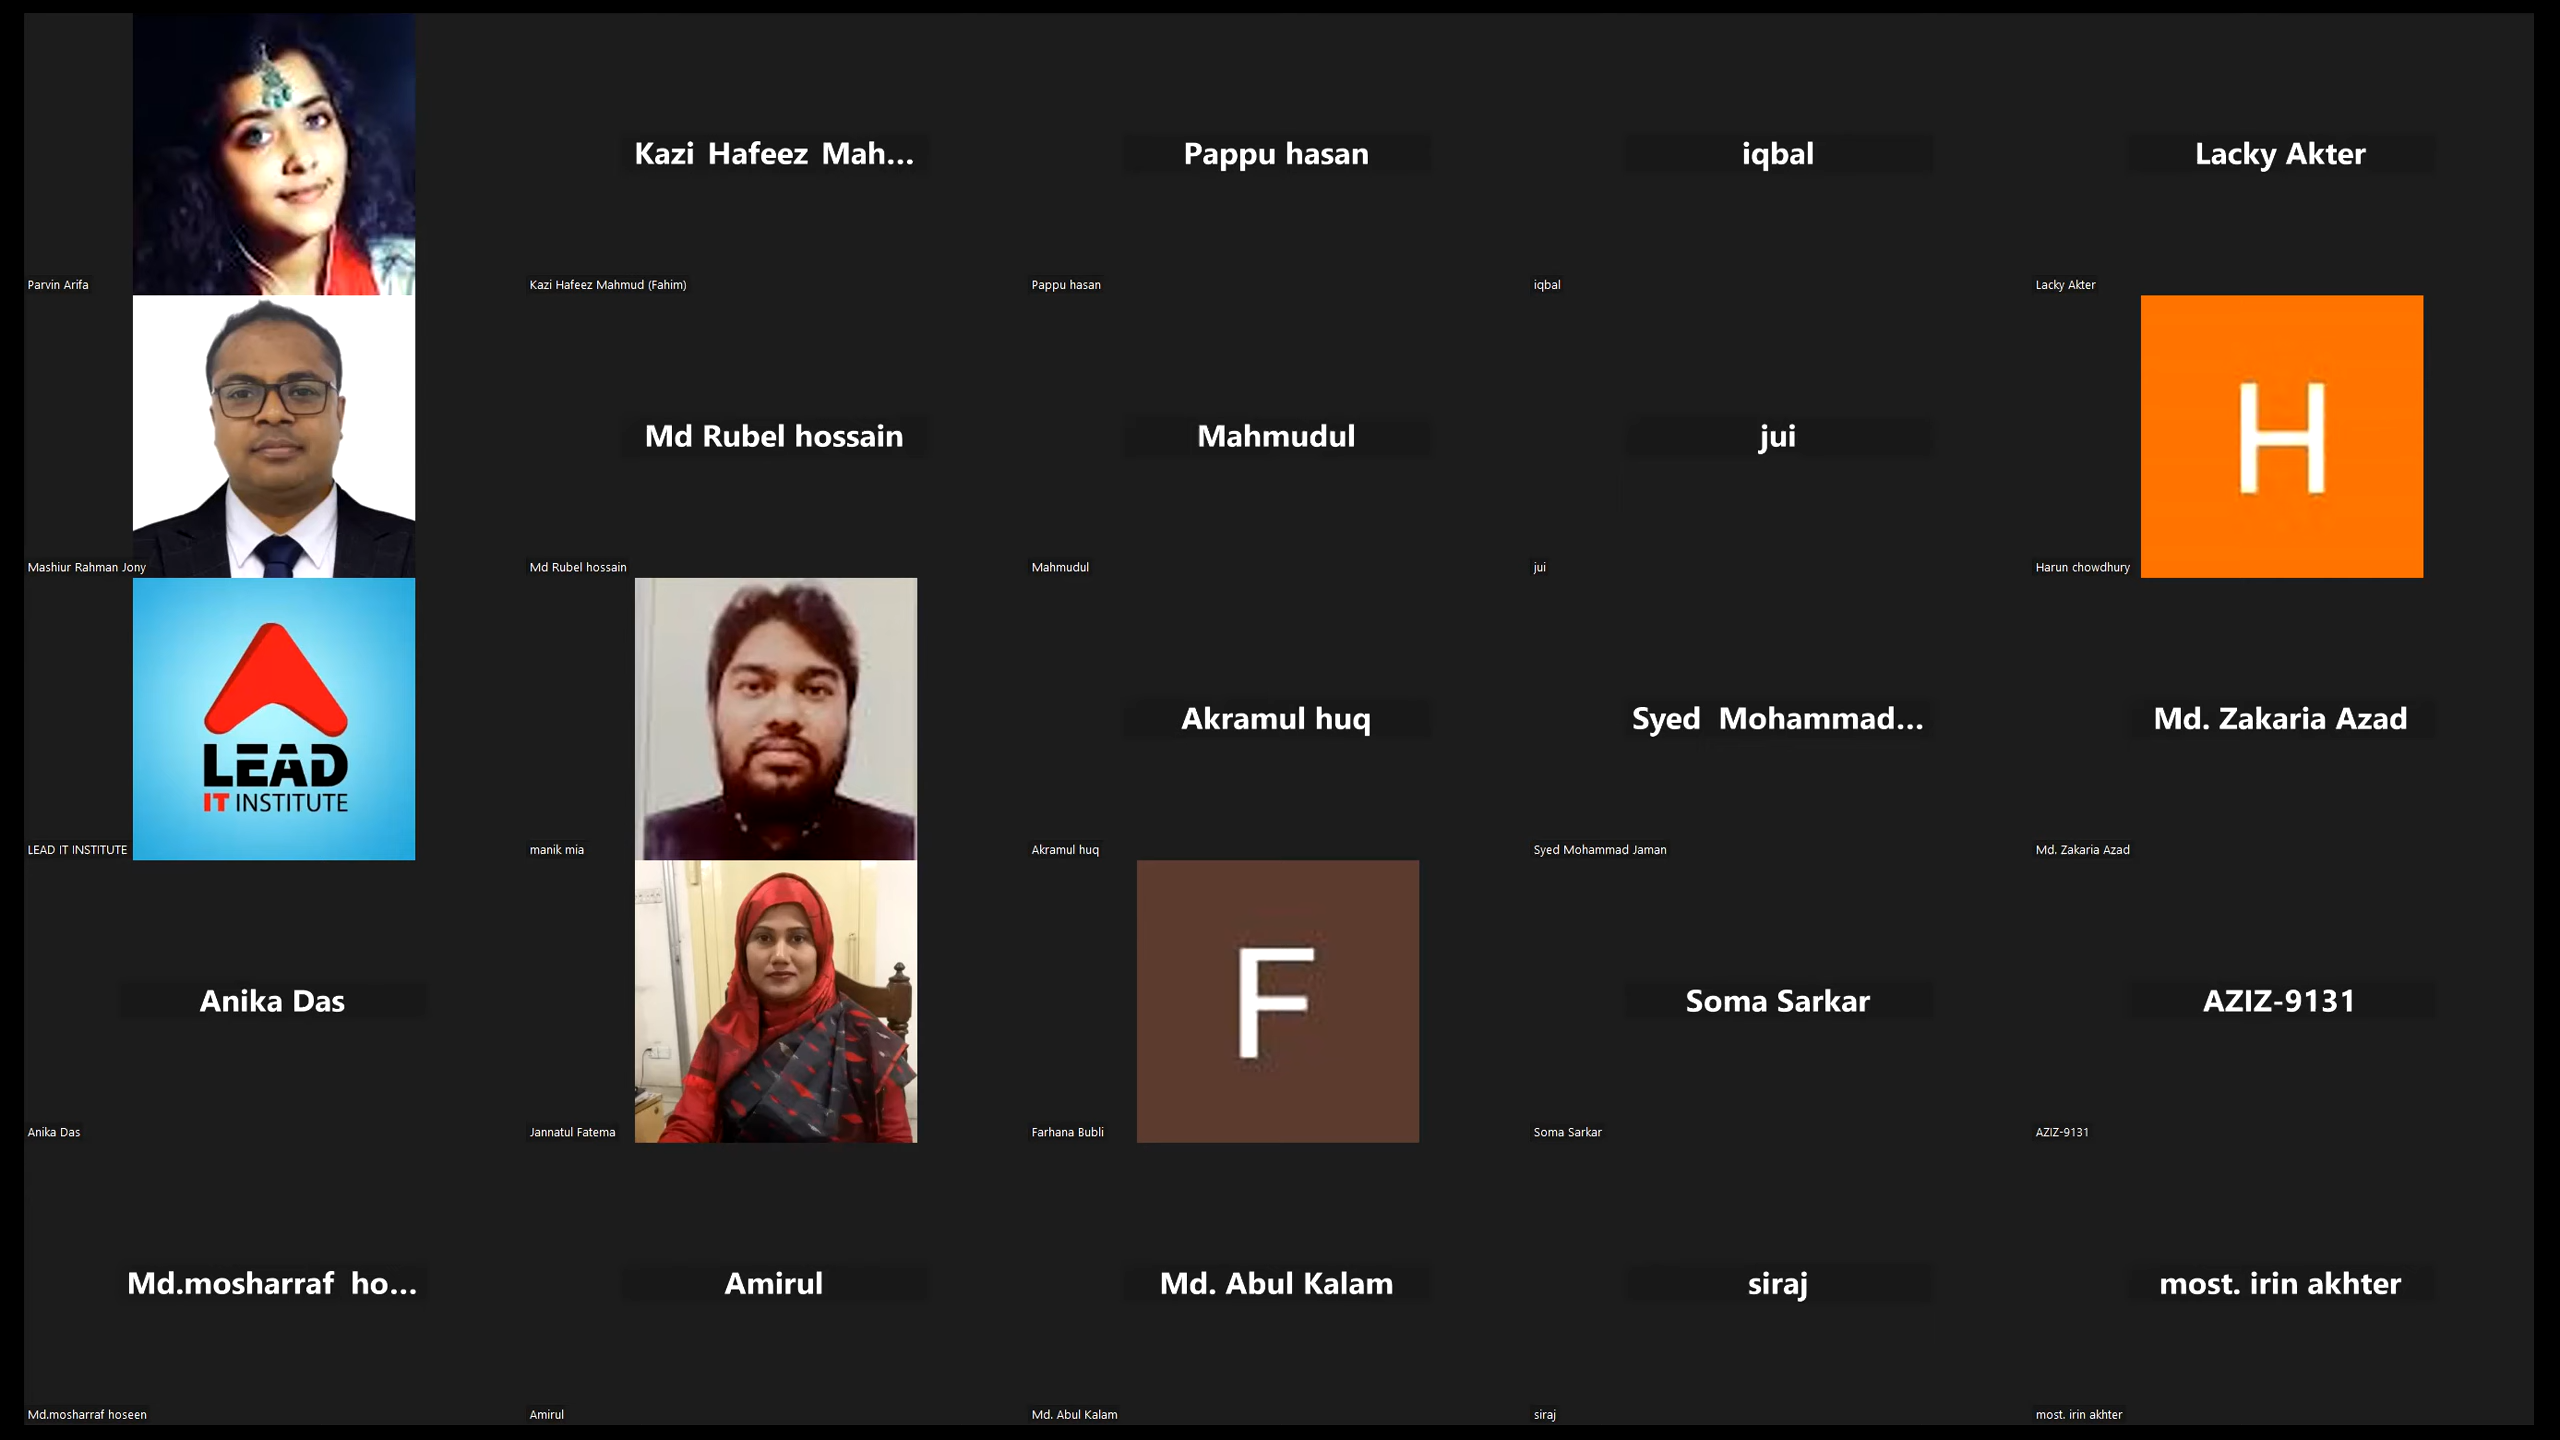 Parvin Arifa
Kazi Hafeez Mah...
Kazi Hafeez Mahmud (Fahim)
Pappu hasan
Pappu hasan
iqbal
iqbal
Lacky Akter
Lacky Akter
Mashiur Rahman Jony
Md Rubel hossain
Md Rubel hossain
Mahmudul
Mahmudul
jui
jui
H
Harun chowdhury
LEAD
IT INSTITUTE
LEAD IT INSTITUTE
manik mia
Akramul huq
Akramul huq
Syed Mohammad...
Syed Mohammad Jaman
Md. Zakaria Azad
Md. Zakaria Azad
Anika Das
Anika Das
Jannatul Fatema
F
Farhana Bubli
Soma Sarkar
Soma Sarkar
AZIZ-9131
AZIZ-9131
Md.mosharraf ho...
Md.mosharraf hoseen
Amirul
Amirul
Md. Abul Kalam
Md. Abul Kalam
siraj
siraj
most. irin akhter
most. irin akhter